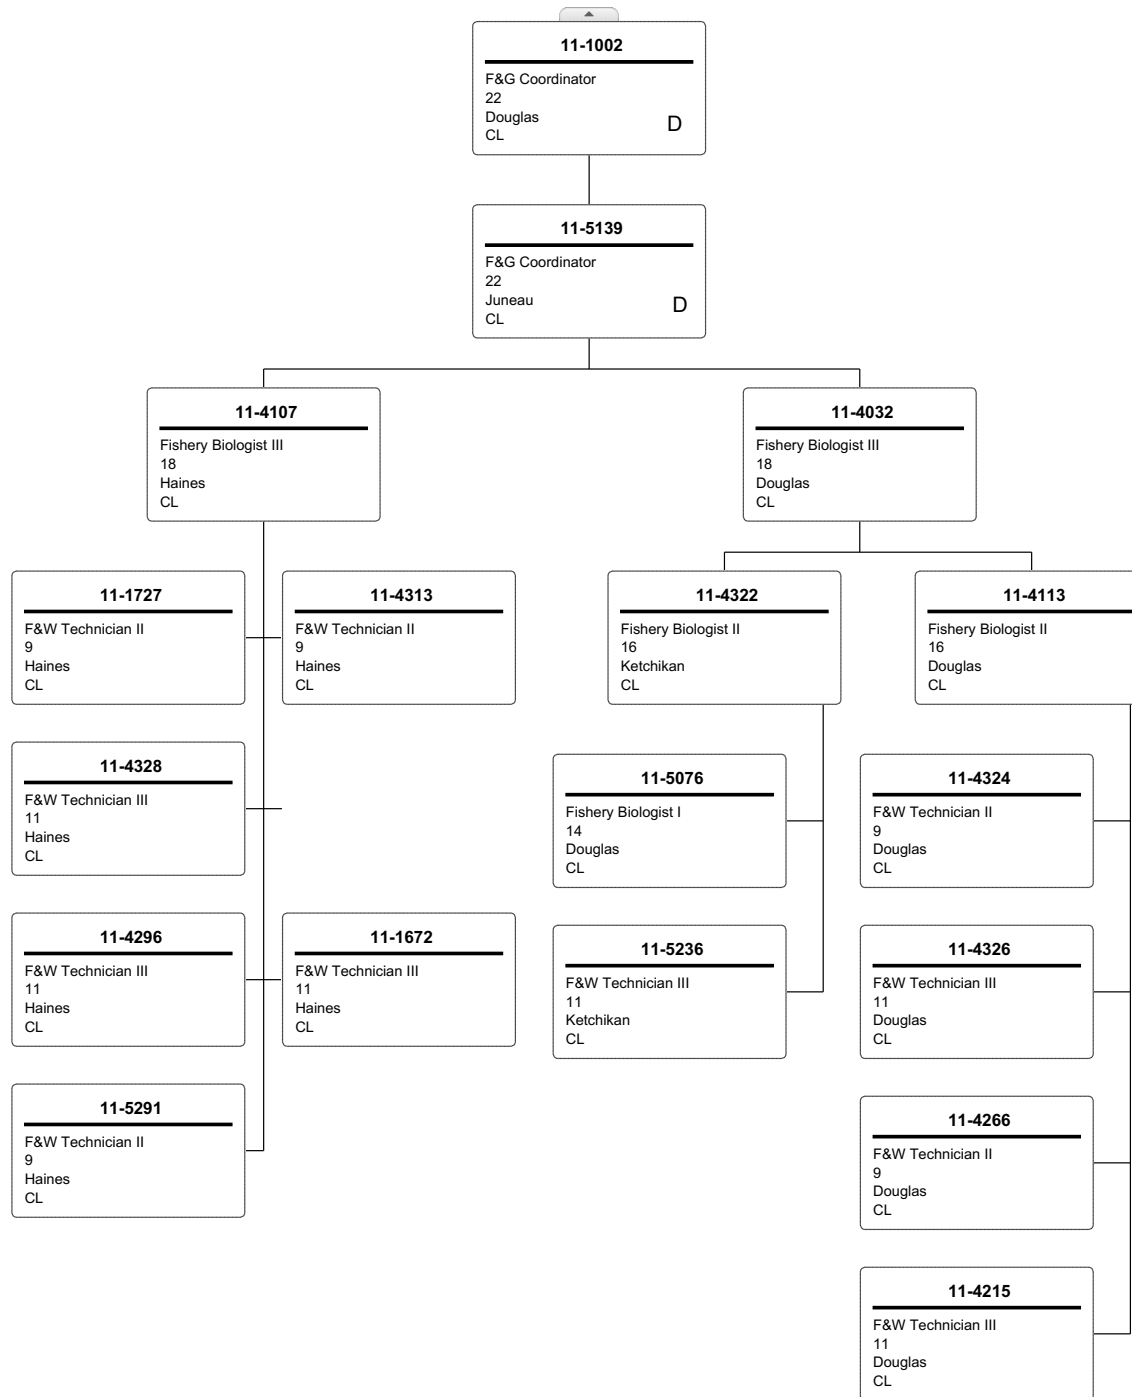 11-1002
F&G Coordinator
22
Douglas
CL
D
11-5139
F&G Coordinator
22
Juneau
CL
D
11-4107
Fishery Biologist III
18
Haines
CL
11-4032
Fishery Biologist III
18
Douglas
CL
11-1727
F&W Technician II
9
Haines
CL
11-4313
F&W Technician II
9
Haines
CL
11-4322
Fishery Biologist II
16
Ketchikan
CL
11-4113
Fishery Biologist II
16
Douglas
CL
11-4328
F&W Technician III
11
Haines
CL
11-5076
Fishery Biologist I
14
Douglas
CL
11-4324
F&W Technician II
9
Douglas
CL
11-4296
F&W Technician III
11
Haines
CL
11-1672
F&W Technician III
11
Haines
CL
11-5236
F&W Technician III
11
Ketchikan
CL
11-4326
F&W Technician III
11
Douglas
CL
11-5291
F&W Technician II
9
Haines
CL
11-4266
F&W Technician II
9
Douglas
CL
11-4215
F&W Technician III
11
Douglas
CL